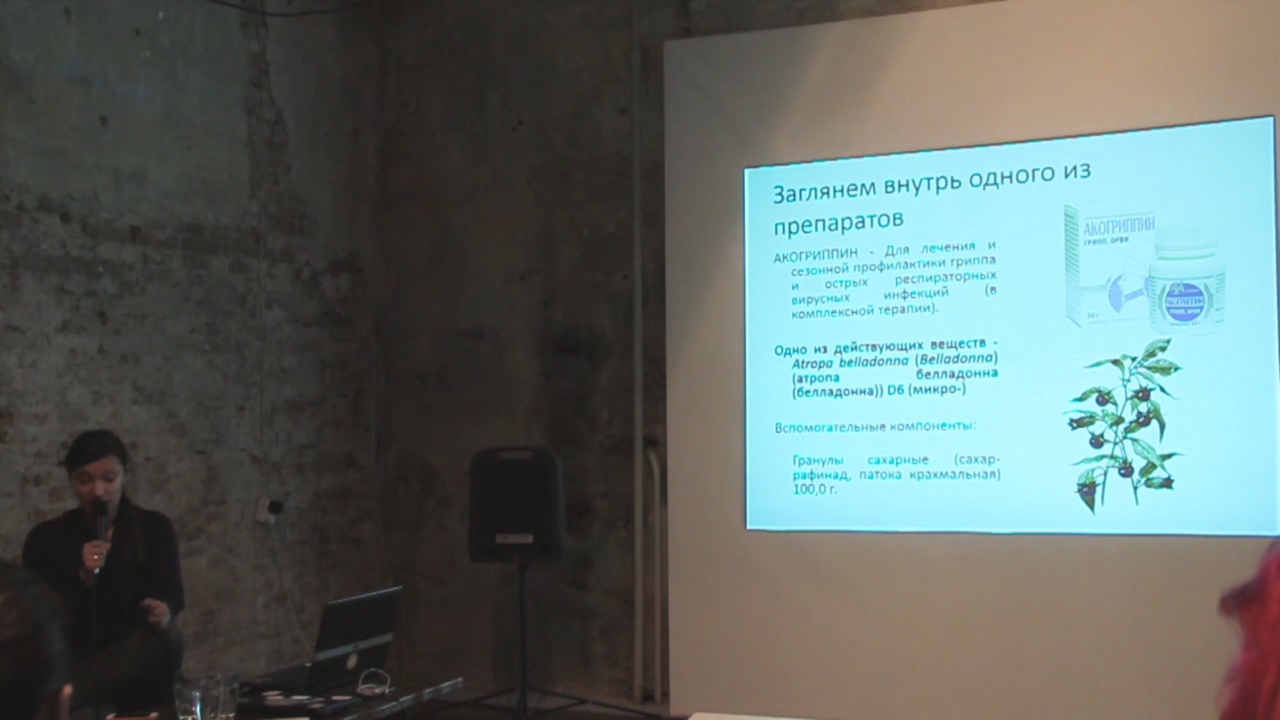 Заглянем внутрь одного из
препаратов
АКОГРИППИН - Для лечения и
сезонной профилактики гриппа
и острых респираторных
вирусных инфекций (в
комплексной терапии).
Одно из действующих веществ -
Atropa belladonna (Belladonna)
(атропа белладонна
(белладонна)) D6 (микро-)
Вспомогательные компоненты:
Гранулы сахарные (сахар-
рафинад, патока крахмальная)
100,0 г.
АКОГРИППИН
ГРИПП, ОРВИ